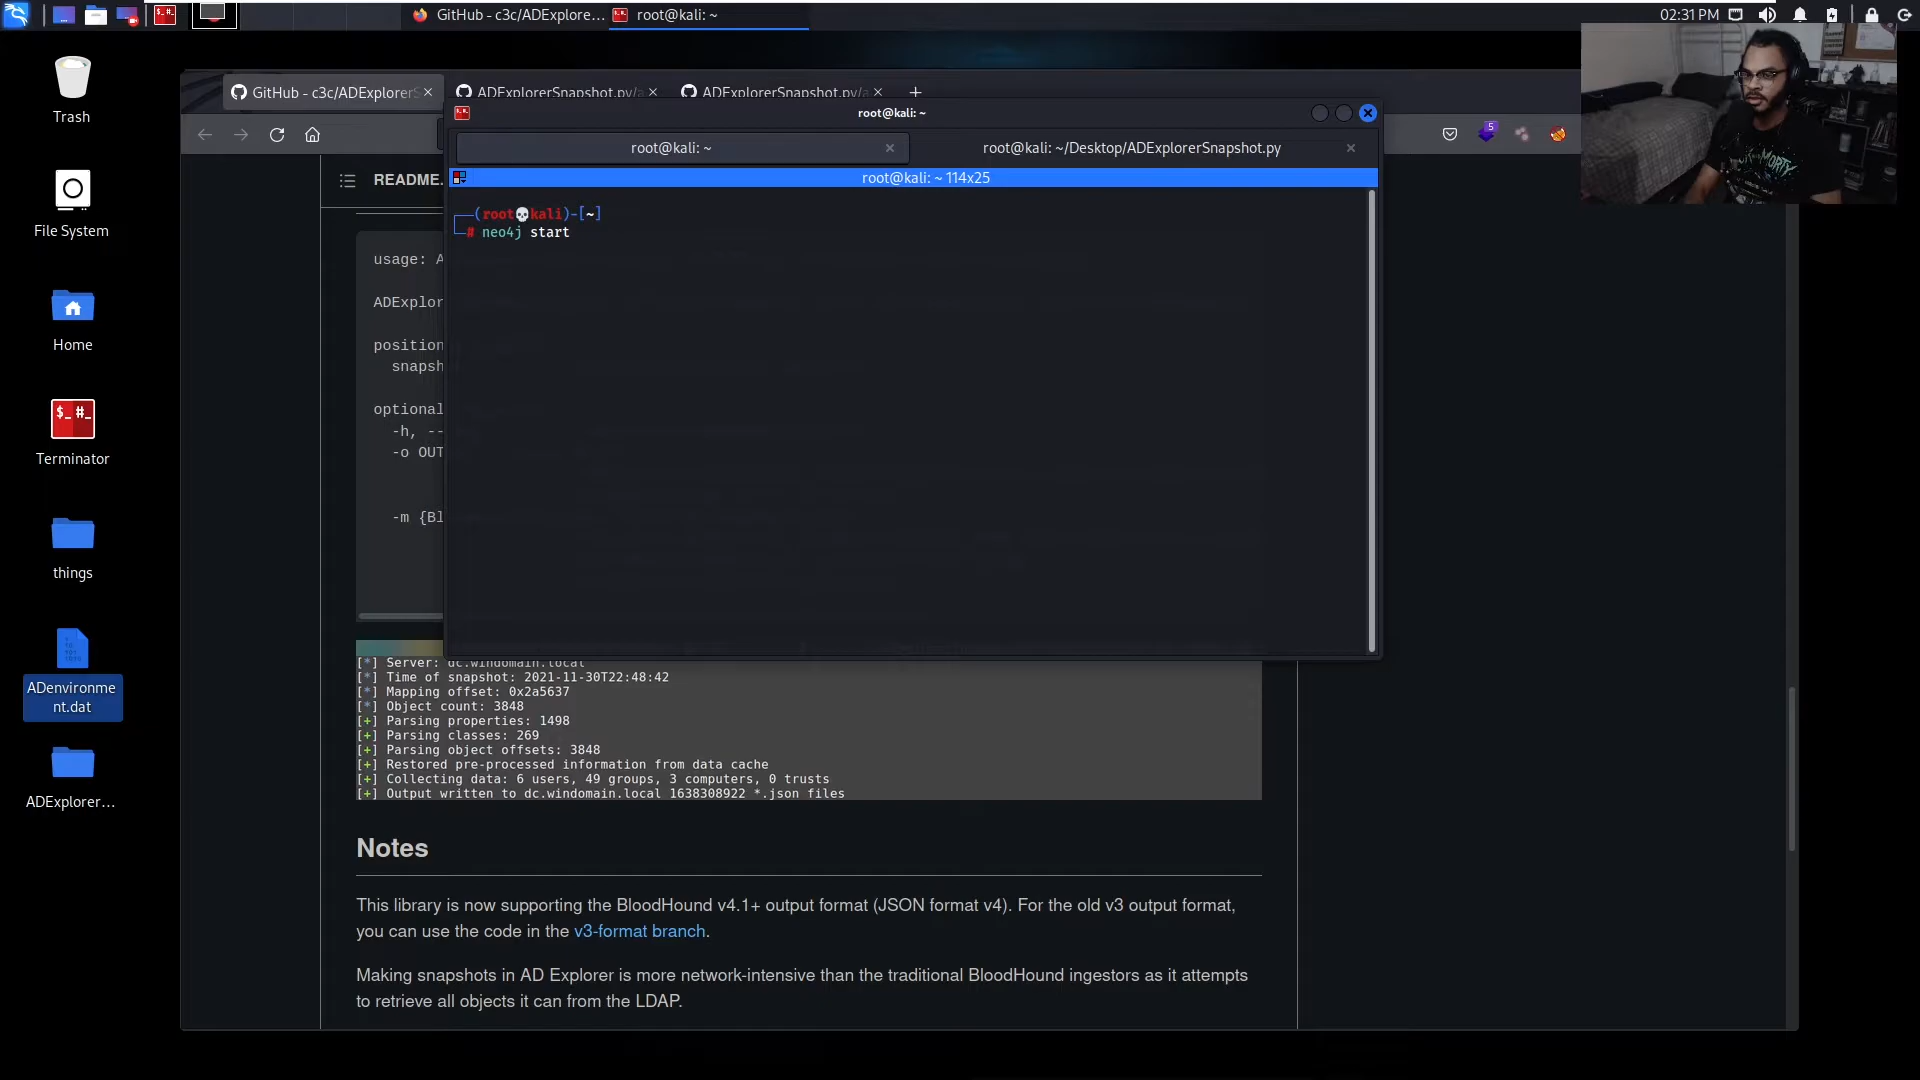 GitHub - c3c/ADExplore...
root@kali: ~
02:31 PM
GitHub - c3c/ADExplorerS
ADExplorerSnapshot.py/a
ADExplorerSnapshot.py/a
5
root@kali: ~
root@kali: ~
root@kali: ~/Desktop/ADExplorerSnapshot.py
root@kali: ~ 114x25
(root💀kali)-[~]
# neo4j start
Trash
File System
Home
Terminator
things
ADenvironme
nt.dat
ADExplorer...
README.
usage: A
ADExplor
position
snapsh
optional
-h, --
-o OUT
-m {Bl
[*] Server: dc.windomain.local
[*] Time of snapshot: 2021-11-30T22:48:42
[*] Mapping offset: 0x2a5637
[*] Object count: 3848
[+] Parsing properties: 1498
[+] Parsing classes: 269
[+] Parsing object offsets: 3848
[+] Restored pre-processed information from data cache
[+] Collecting data: 6 users, 49 groups, 3 computers, 0 trusts
[+] Output written to dc.windomain.local 1638308922 *.json files
Notes
This library is now supporting the BloodHound v4.1+ output format (JSON format v4). For the old v3 output format,
you can use the code in the v3-format branch.
Making snapshots in AD Explorer is more network-intensive than the traditional BloodHound ingestors as it attempts
to retrieve all objects it can from the LDAP.